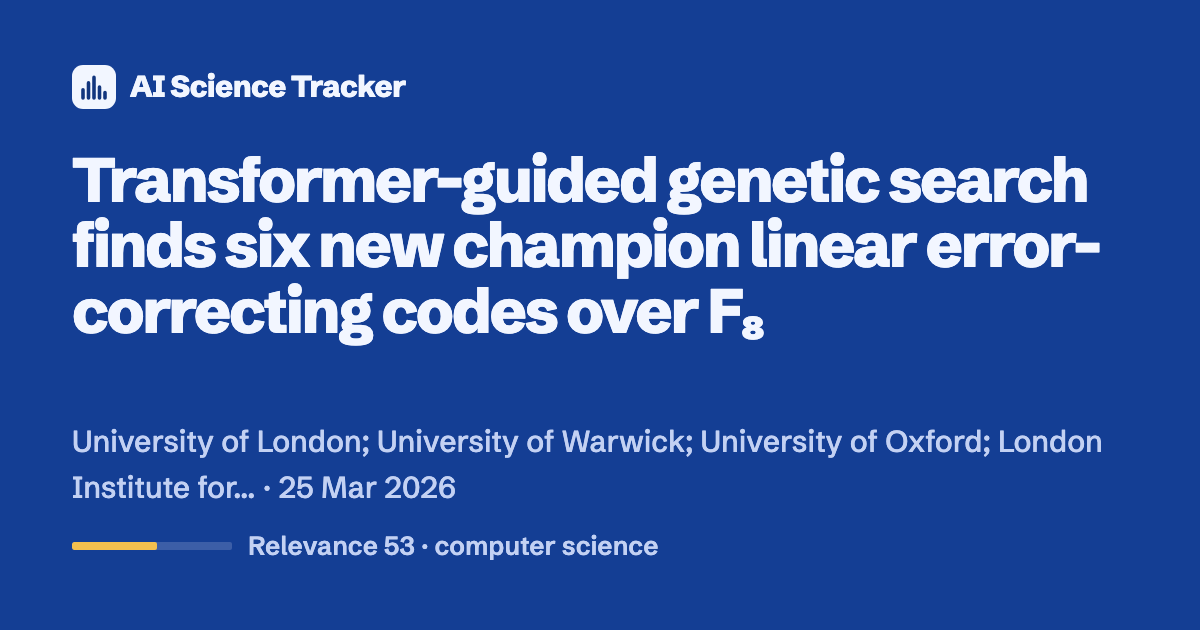 AI Science Tracker
Transformer-guided genetic search
finds six new champion linear error-
correcting codes over F₈
University of London; University of Warwick; University of Oxford; London
Institute for... · 25 Mar 2026
Relevance 53 · computer science